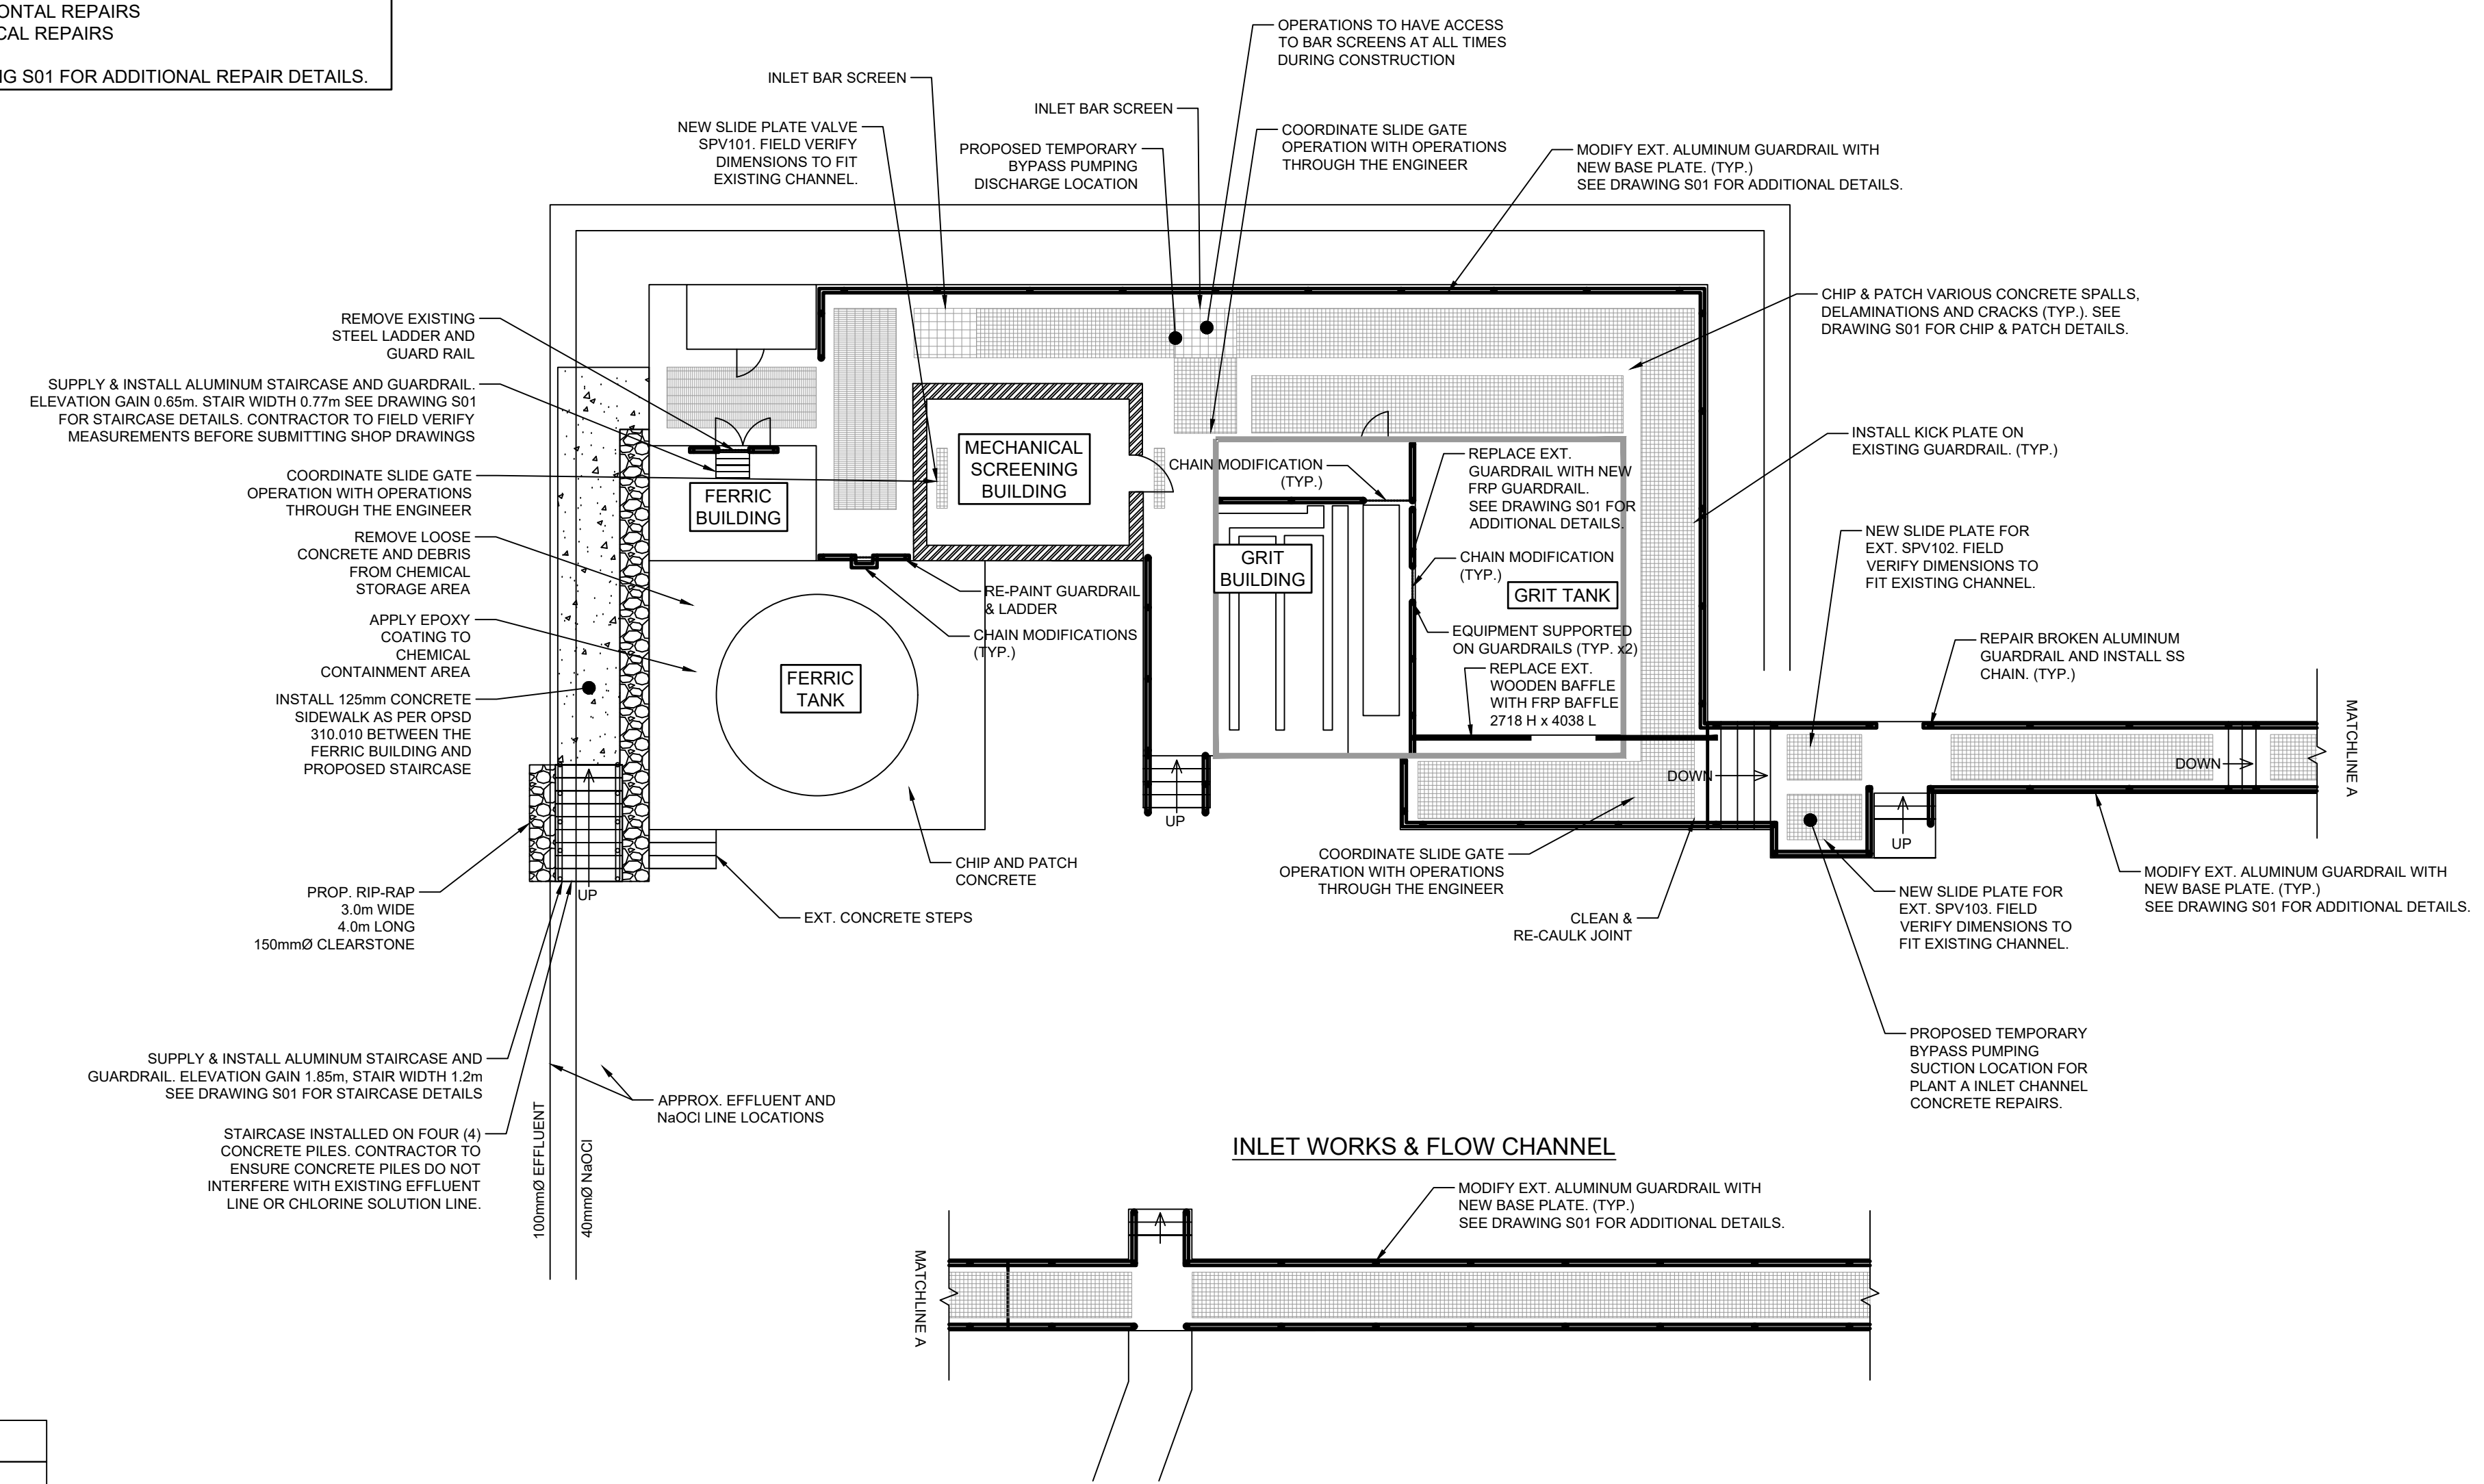 ONTAL REPAIRS
CAL REPAIRS
NG S01 FOR ADDITIONAL REPAIR DETAILS.
OPERATIONS TO HAVE ACCESS
TO BAR SCREENS AT ALL TIMES
DURING CONSTRUCTION
INLET BAR SCREEN
INLET BAR SCREEN
NEW SLIDE PLATE VALVE
SPV101. FIELD VERIFY
DIMENSIONS TO FIT
EXISTING CHANNEL.
PROPOSED TEMPORARY
BYPASS PUMPING
DISCHARGE LOCATION
COORDINATE SLIDE GATE
OPERATION WITH OPERATIONS
THROUGH THE ENGINEER
MODIFY EXT. ALUMINUM GUARDRAIL WITH
NEW BASE PLATE. (TYP.)
SEE DRAWING S01 FOR ADDITIONAL DETAILS.
CHIP & PATCH VARIOUS CONCRETE SPALLS,
DELAMINATIONS AND CRACKS (TYP.). SEE
DRAWING S01 FOR CHIP & PATCH DETAILS.
REMOVE EXISTING
STEEL LADDER AND
GUARD RAIL
SUPPLY & INSTALL ALUMINUM STAIRCASE AND GUARDRAIL.
ELEVATION GAIN 0.65m. STAIR WIDTH 0.77m SEE DRAWING S01
FOR STAIRCASE DETAILS. CONTRACTOR TO FIELD VERIFY
MEASUREMENTS BEFORE SUBMITTING SHOP DRAWINGS
COORDINATE SLIDE GATE
OPERATION WITH OPERATIONS
THROUGH THE ENGINEER
REMOVE LOOSE
CONCRETE AND DEBRIS
FROM CHEMICAL
STORAGE AREA
APPLY EPOXY
COATING TO
CHEMICAL
CONTAINMENT AREA
INSTALL 125mm CONCRETE
SIDEWALK AS PER OPSD
310.010 BETWEEN THE
FERRIC BUILDING AND
PROPOSED STAIRCASE
FERRIC
BUILDING
MECHANICAL
SCREENING
BUILDING
CHAIN MODIFICATION
(TYP.)
REPLACE EXT.
GUARDRAIL WITH NEW
FRP GUARDRAIL.
SEE DRAWING S01 FOR
ADDITIONAL DETAILS.
INSTALL KICK PLATE ON
EXISTING GUARDRAIL. (TYP.)
NEW SLIDE PLATE FOR
EXT. SPV102. FIELD
VERIFY DIMENSIONS TO
FIT EXISTING CHANNEL.
GRIT
BUILDING
CHAIN MODIFICATION
(TYP.)
GRIT TANK
RE-PAINT GUARDRAIL
& LADDER
CHAIN MODIFICATIONS
(TYP.)
EQUIPMENT SUPPORTED
ON GUARDRAILS (TYP. x2)
REPLACE EXT.
WOODEN BAFFLE
WITH FRP BAFFLE
2718 H x 4038 L
REPAIR BROKEN ALUMINUM
GUARDRAIL AND INSTALL SS
CHAIN. (TYP.)
FERRIC
TANK
MATCHLINE A
DOWN
DOWN
UP
UP
UP
CHIP AND PATCH
CONCRETE
EXT. CONCRETE STEPS
COORDINATE SLIDE GATE
OPERATION WITH OPERATIONS
THROUGH THE ENGINEER
CLEAN &
RE-CAULK JOINT
NEW SLIDE PLATE FOR
EXT. SPV103. FIELD
VERIFY DIMENSIONS TO
FIT EXISTING CHANNEL.
MODIFY EXT. ALUMINUM GUARDRAIL WITH
NEW BASE PLATE. (TYP.)
SEE DRAWING S01 FOR ADDITIONAL DETAILS.
PROP. RIP-RAP
3.0m WIDE
4.0m LONG
150mmØ CLEARSTONE
SUPPLY & INSTALL ALUMINUM STAIRCASE AND
GUARDRAIL. ELEVATION GAIN 1.85m, STAIR WIDTH 1.2m
SEE DRAWING S01 FOR STAIRCASE DETAILS
STAIRCASE INSTALLED ON FOUR (4)
CONCRETE PILES. CONTRACTOR TO
ENSURE CONCRETE PILES DO NOT
INTERFERE WITH EXISTING EFFLUENT
LINE OR CHLORINE SOLUTION LINE.
100mmØ EFFLUENT
40mmØ NaOCl
APPROX. EFFLUENT AND
NaOCl LINE LOCATIONS
PROPOSED TEMPORARY
BYPASS PUMPING
SUCTION LOCATION FOR
PLANT A INLET CHANNEL
CONCRETE REPAIRS.
INLET WORKS & FLOW CHANNEL
MODIFY EXT. ALUMINUM GUARDRAIL WITH
NEW BASE PLATE. (TYP.)
SEE DRAWING S01 FOR ADDITIONAL DETAILS.
MATCHLINE A